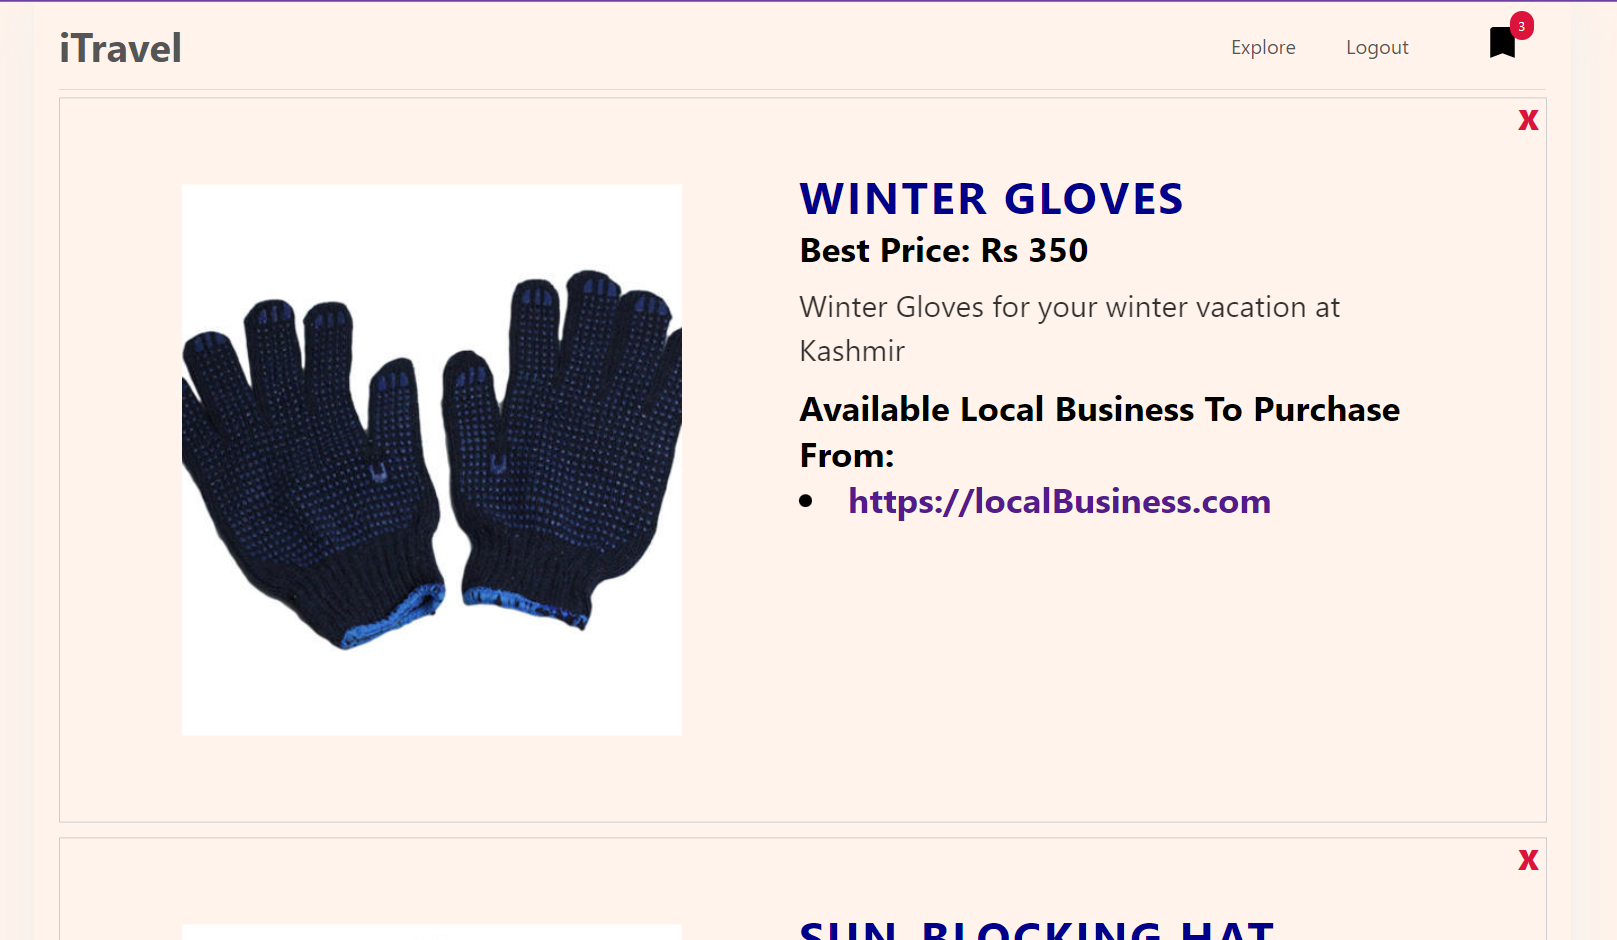 iTravel
Explore
Logout
3
X
WINTER GLOVES
Best Price: Rs 350
Winter Gloves for your winter vacation at
Kashmir
Available Local Business To Purchase
From:
https://localBusiness.com
X
SUN-BLOCKING HAT